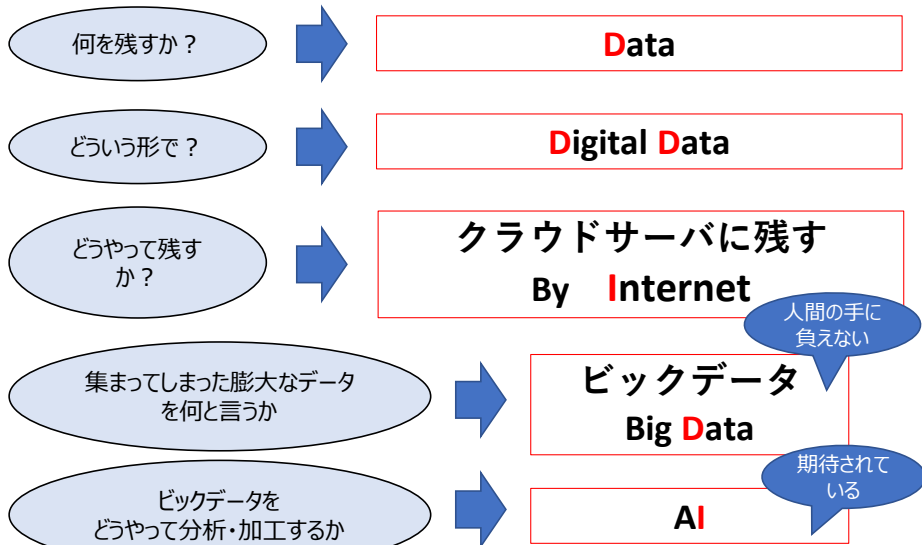 何を残すか？
Data
どういう形で？
Digital Data
どうやって残す
か？
クラウドサーバに残す
By Internet
人間の手に
負えない
集まってしまった膨大なデータ
を何と言うか
ビックデータ
Big Data
期待されて
いる
ビックデータを
どうやって分析・加工するか
AI